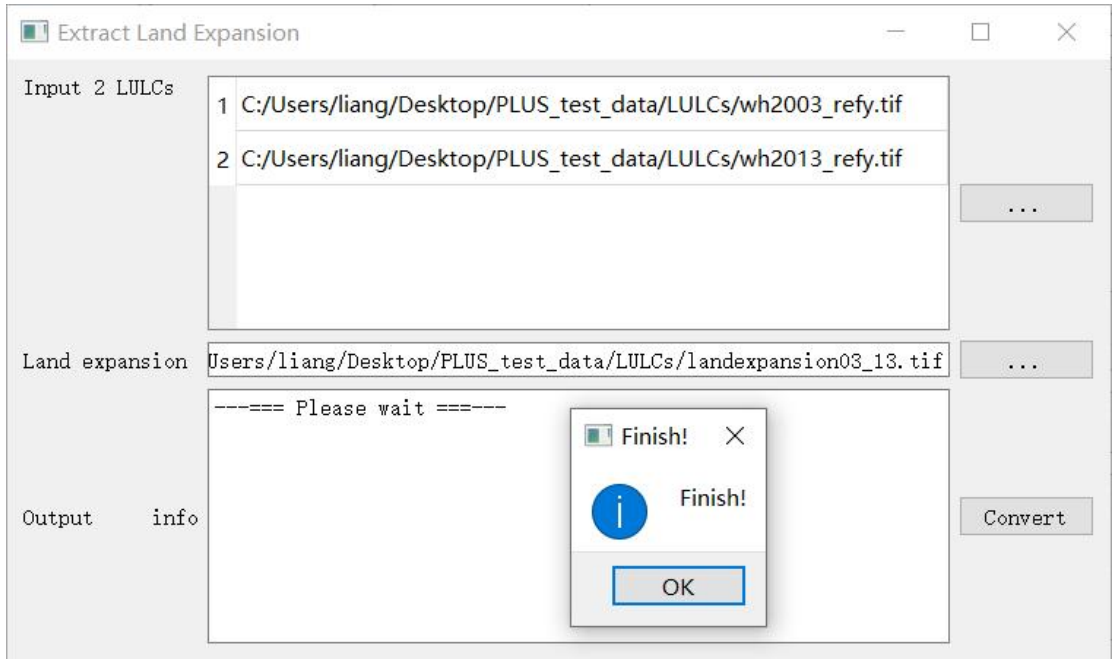 Extract Land Expansion
Input 2 LULCs
1 C:/Users/liang/Desktop/PLUS_test_data/LULCs/wh2003_refy.tif
2 C:/Users/liang/Desktop/PLUS_test_data/LULCs/wh2013_refy.tif
...
Land expansion Users/liang/Desktop/PLUS_test_data/LULCs/landexpansion03_13.tif ...
---=== Please wait ===---
Finish!
Finish!
Output info
Convert
OK